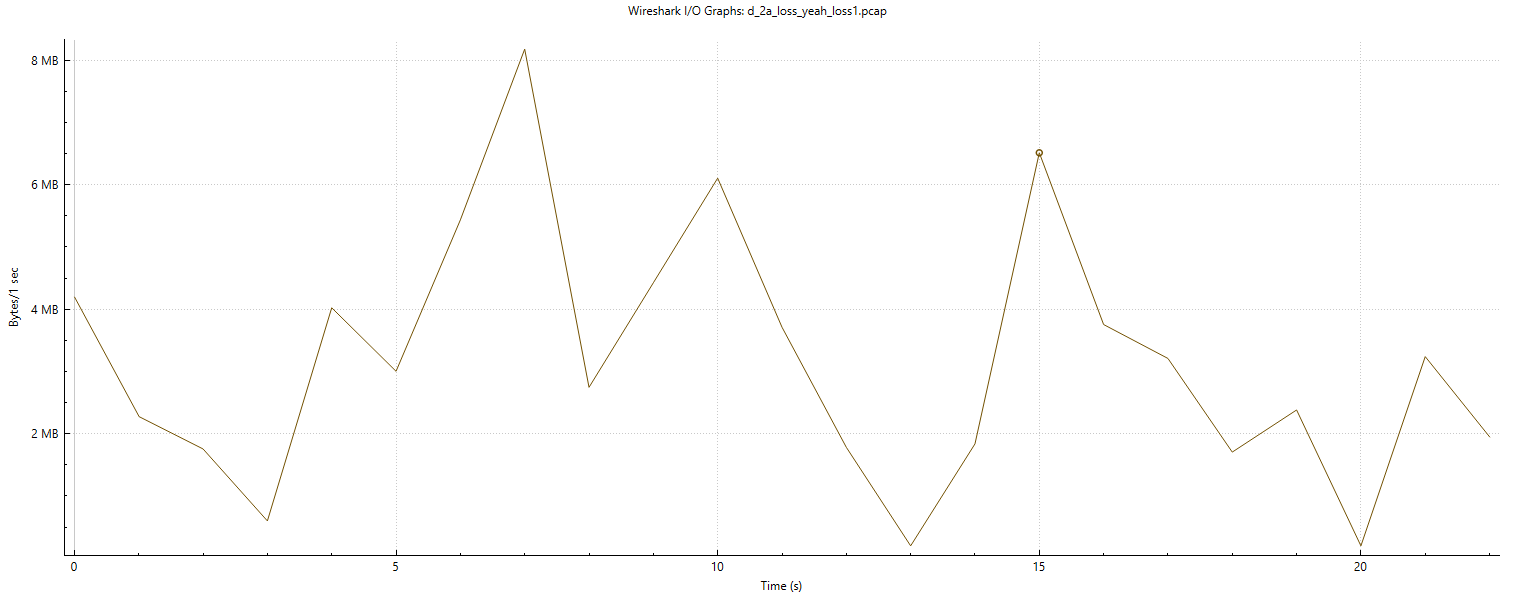 Wireshark I/O Graphs: d_2a_loss_yeah_loss1.pcap
8 MB
6 MB
4 MB
2 MB
Bytes/1 sec
0 5 10 15 20
Time (s)